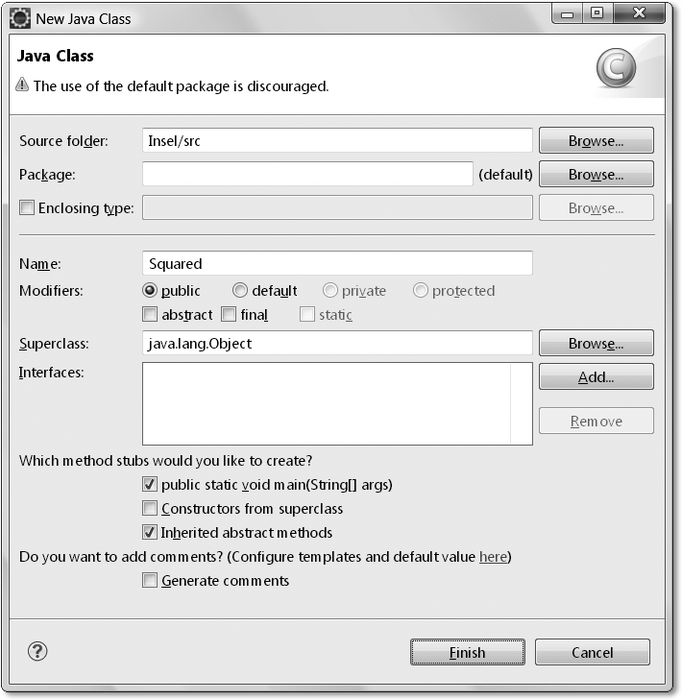 New Java Class
Java Class
The use of the default package is discouraged.
Source folder: Insel/src Browse...
Package: (default) Browse...
Enclosing type: Browse...
Name: Squared
Modifiers: public default private protected
abstract final static
Superclass: java.lang.Object Browse...
Interfaces: Add...
Remove
Which method stubs would you like to create?
public static void main(String[] args)
Constructors from superclass
Inherited abstract methods
Do you want to add comments? (Configure templates and default value here)
Generate comments
? Finish Cancel